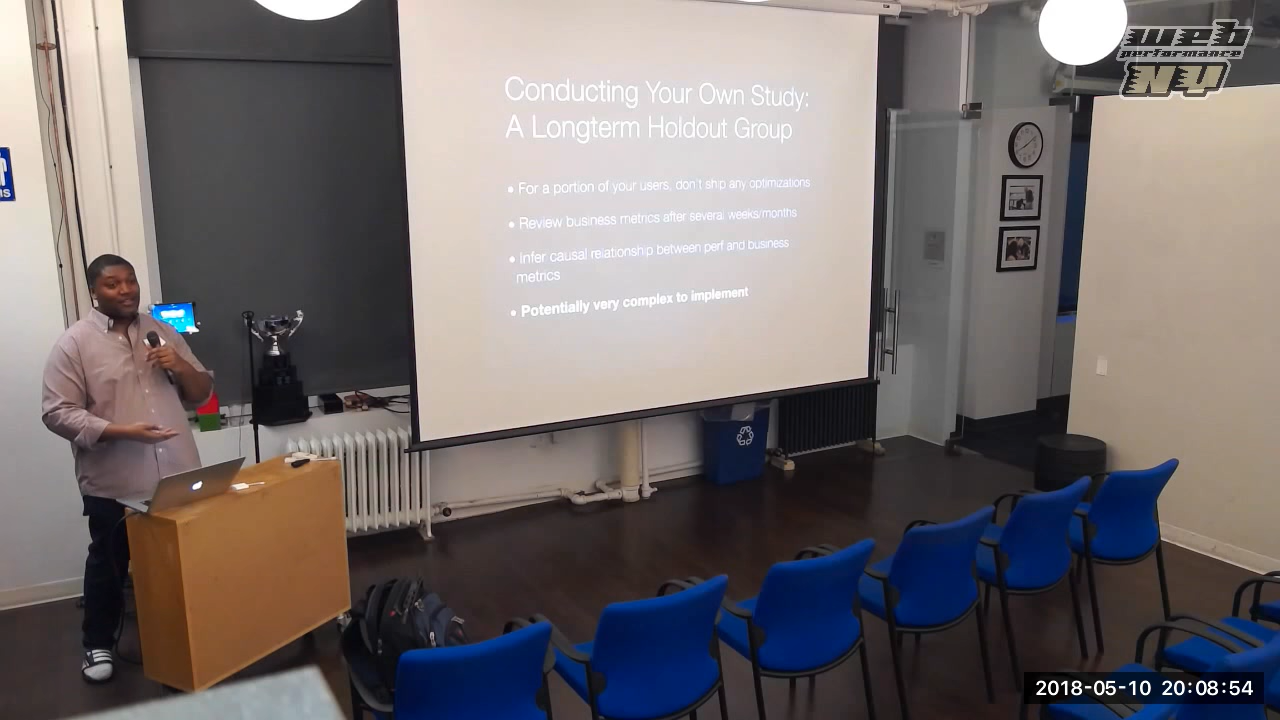 web
performance
NY
Conducting Your Own Study:
A Longterm Holdout Group
• For a portion of your users, don't ship any optimizations
• Review business metrics after several weeks/months
• Infer causal relationship between perf and business
metrics
• Potentially very complex to implement
2018-05-10 20:08:54